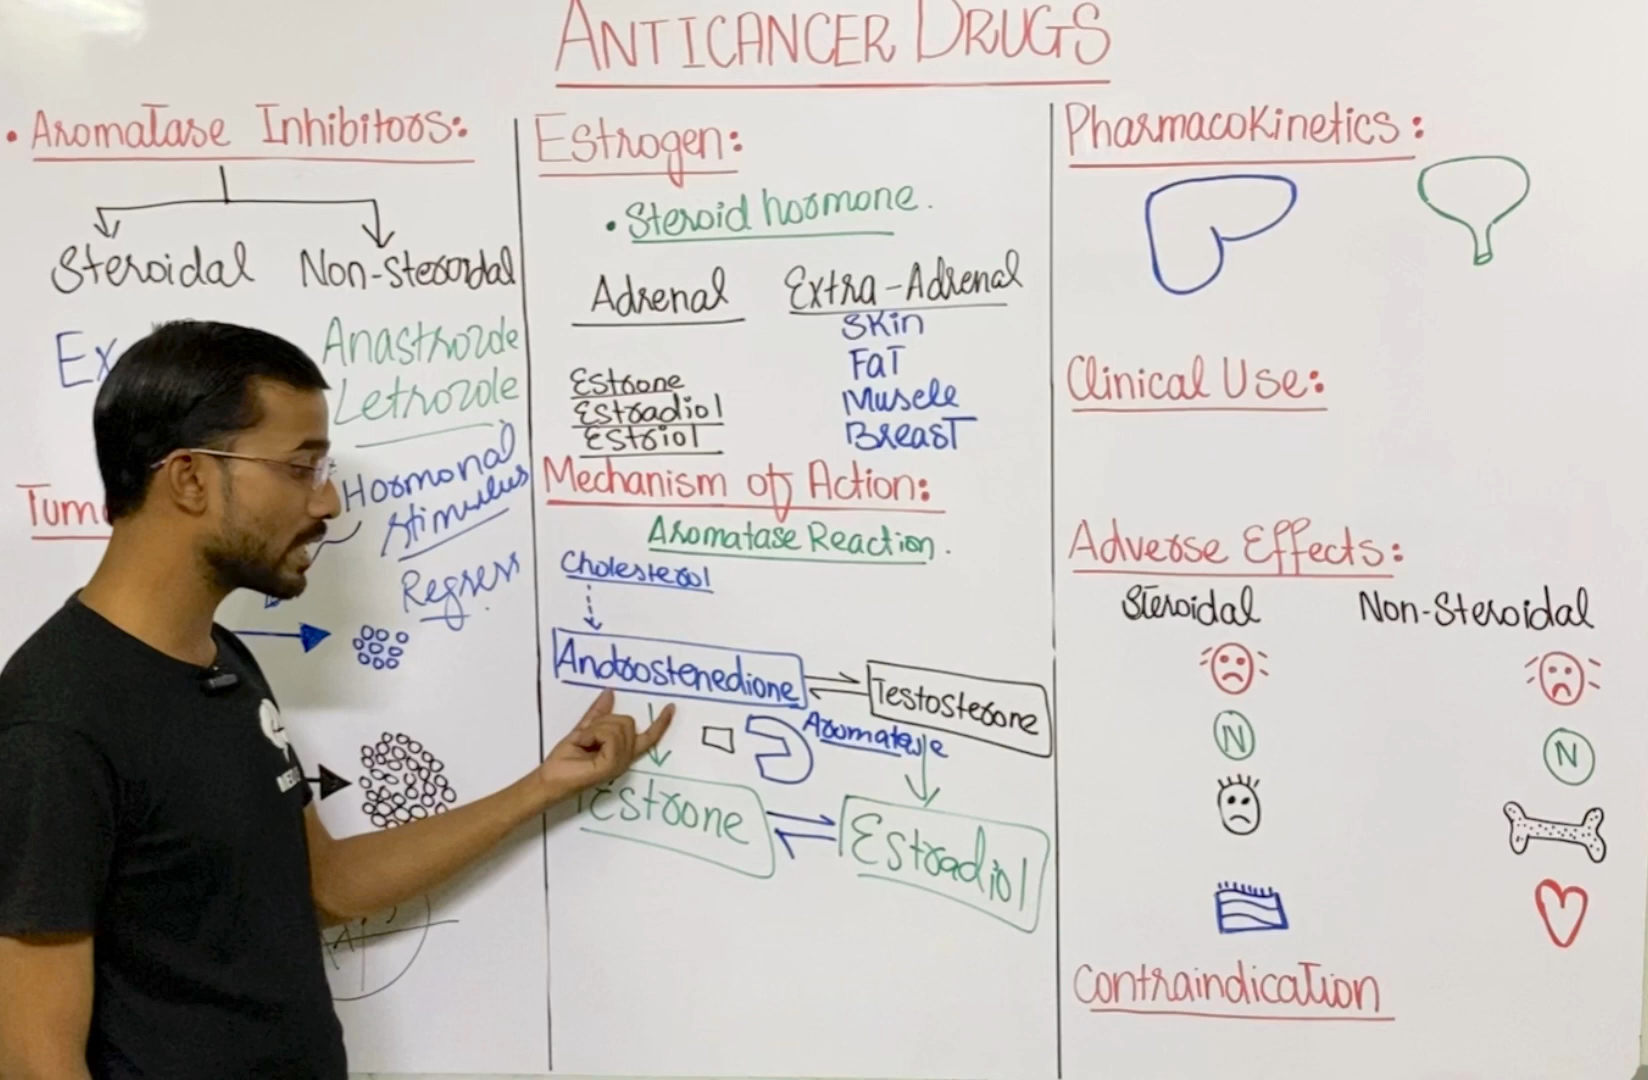 ANTICANCER DRUGS
• Aromatase Inhibitors:
Steroidal Non-Steroidal
Ex
Anastrozole
Letrozole
Hormonal
Stimulus
Regress
Estrogen:
• Steroid hormone.
Adrenal Extra-Adrenal
Skin
Fat
Muscle
Breast
Estrone
Estradiol
Estriol
Mechanism of Action:
Aromatase Reaction.
Cholesterol
Androstenedione
Testosterone
Aromatase
Estrone
Estradiol
Pharmacokinetics:
Clinical Use:
Adverse Effects:
Steroidal Non-Steroidal
N N
Contraindication